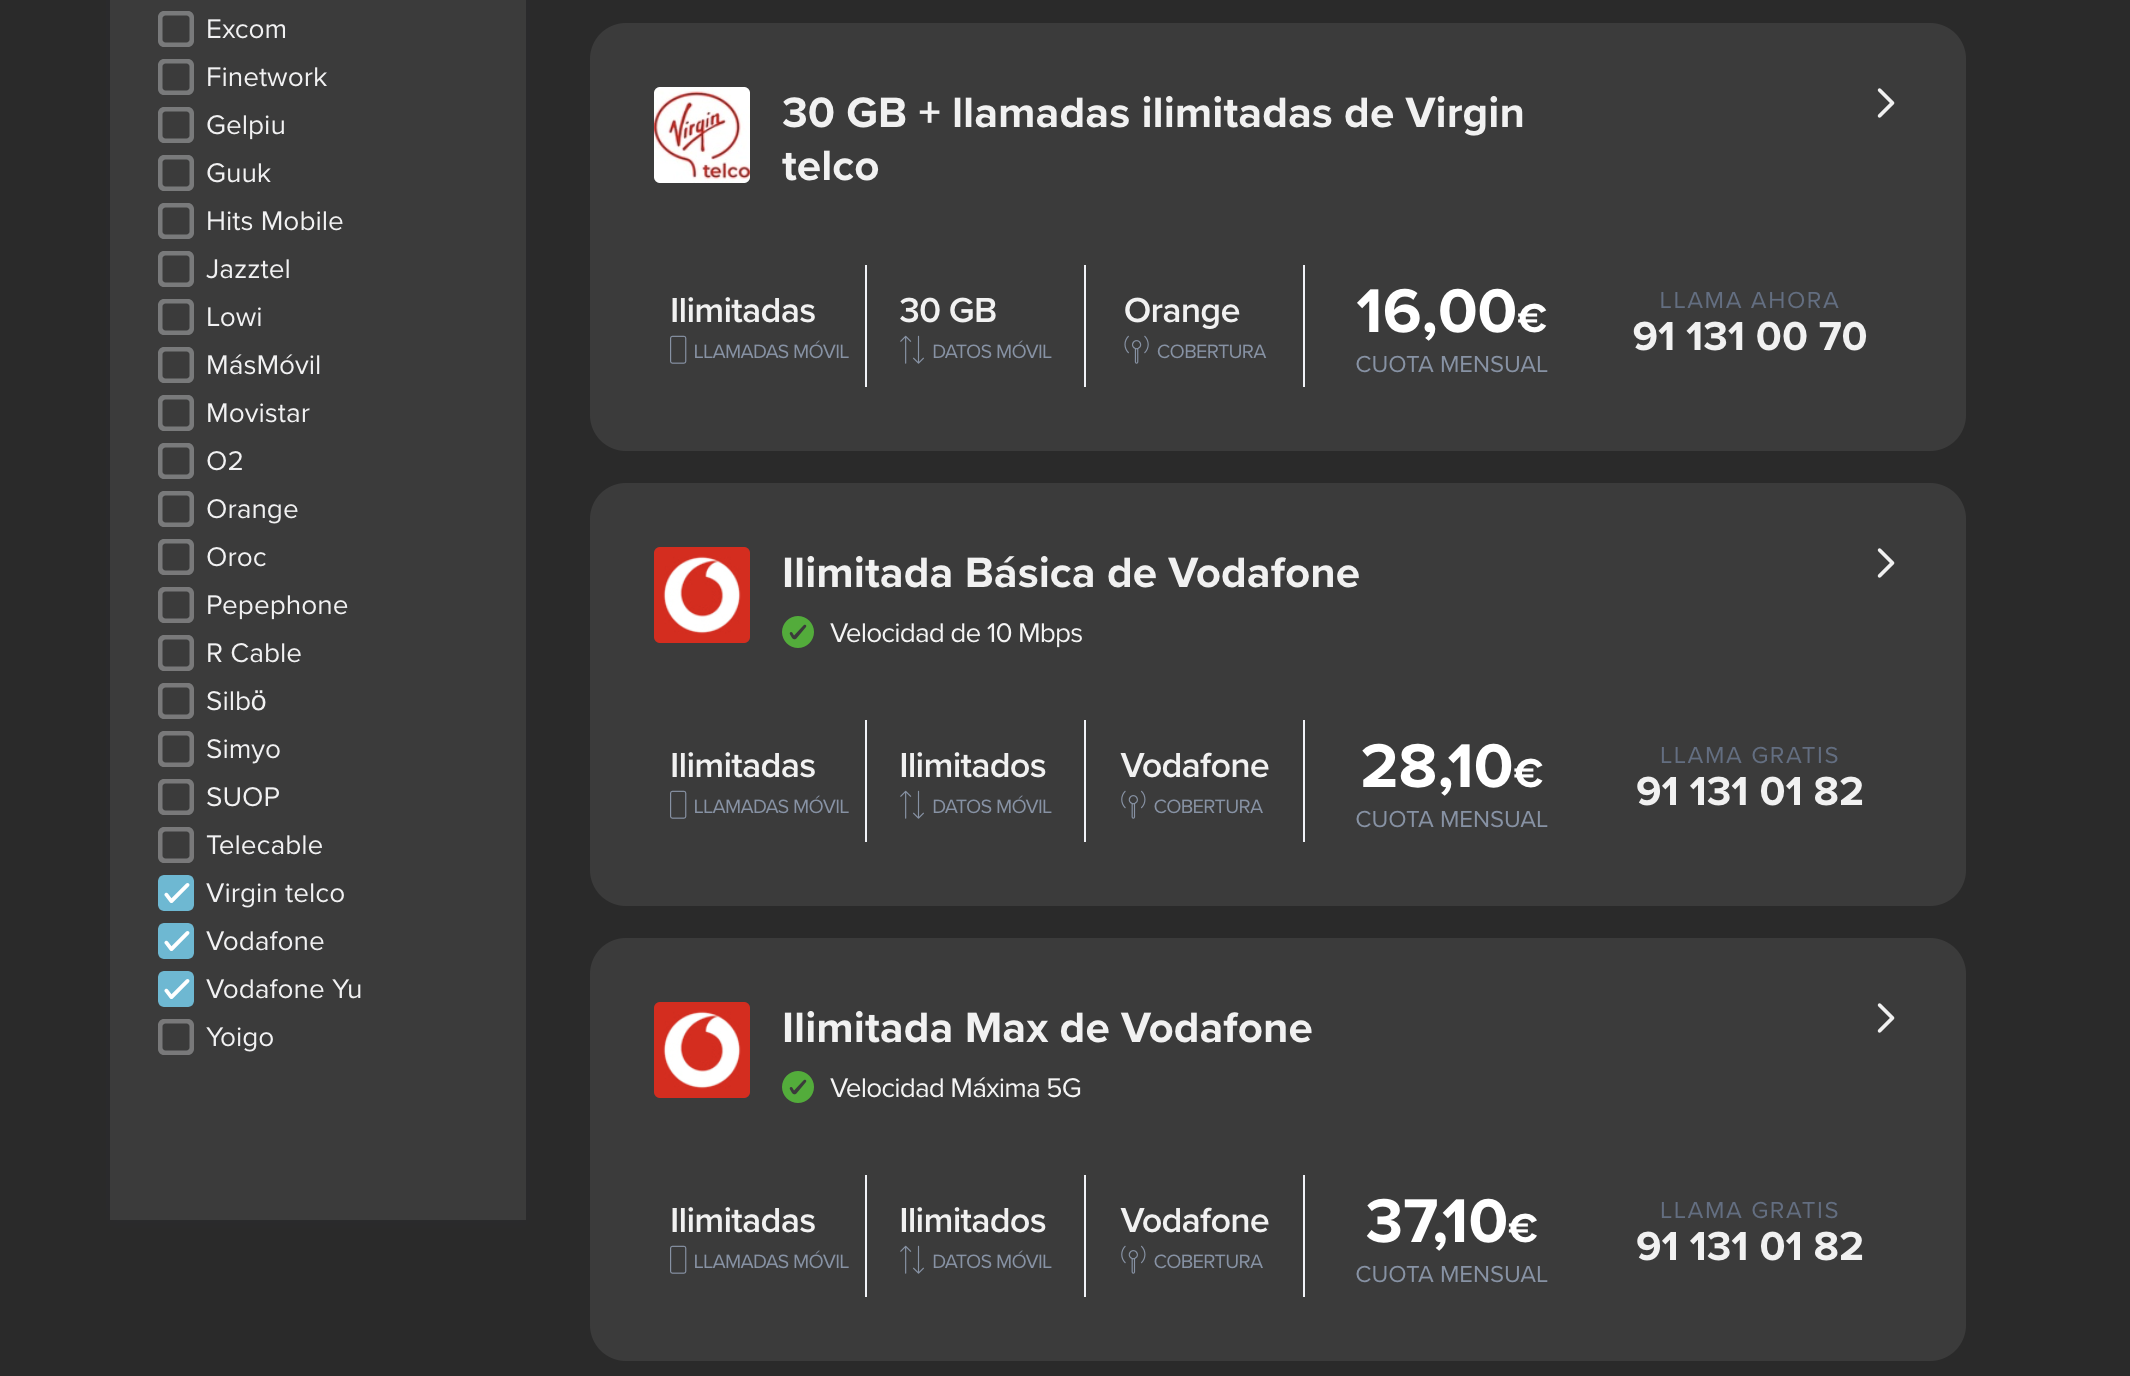 Excom
Finetwork
Gelpiu
Guuk
Hits Mobile
Jazztel
Lowi
MásMóvil
Movistar
O2
Orange
Oroc
Pepephone
R Cable
Silbö
Simyo
SUOP
Telecable
Virgin telco
Vodafone
Vodafone Yu
Yoigo
Virgin
telco
30 GB + llamadas ilimitadas de Virgin
telco
Ilimitadas
LLAMADAS MÓVIL
30 GB
DATOS MÓVIL
Orange
COBERTURA
16,00€
CUOTA MENSUAL
LLAMA AHORA
91 131 00 70
Ilimitada Básica de Vodafone
Velocidad de 10 Mbps
Ilimitadas
LLAMADAS MÓVIL
Ilimitados
DATOS MÓVIL
Vodafone
COBERTURA
28,10€
CUOTA MENSUAL
LLAMA GRATIS
91 131 01 82
Ilimitada Max de Vodafone
Velocidad Máxima 5G
Ilimitadas
LLAMADAS MÓVIL
Ilimitados
DATOS MÓVIL
Vodafone
COBERTURA
37,10€
CUOTA MENSUAL
LLAMA GRATIS
91 131 01 82